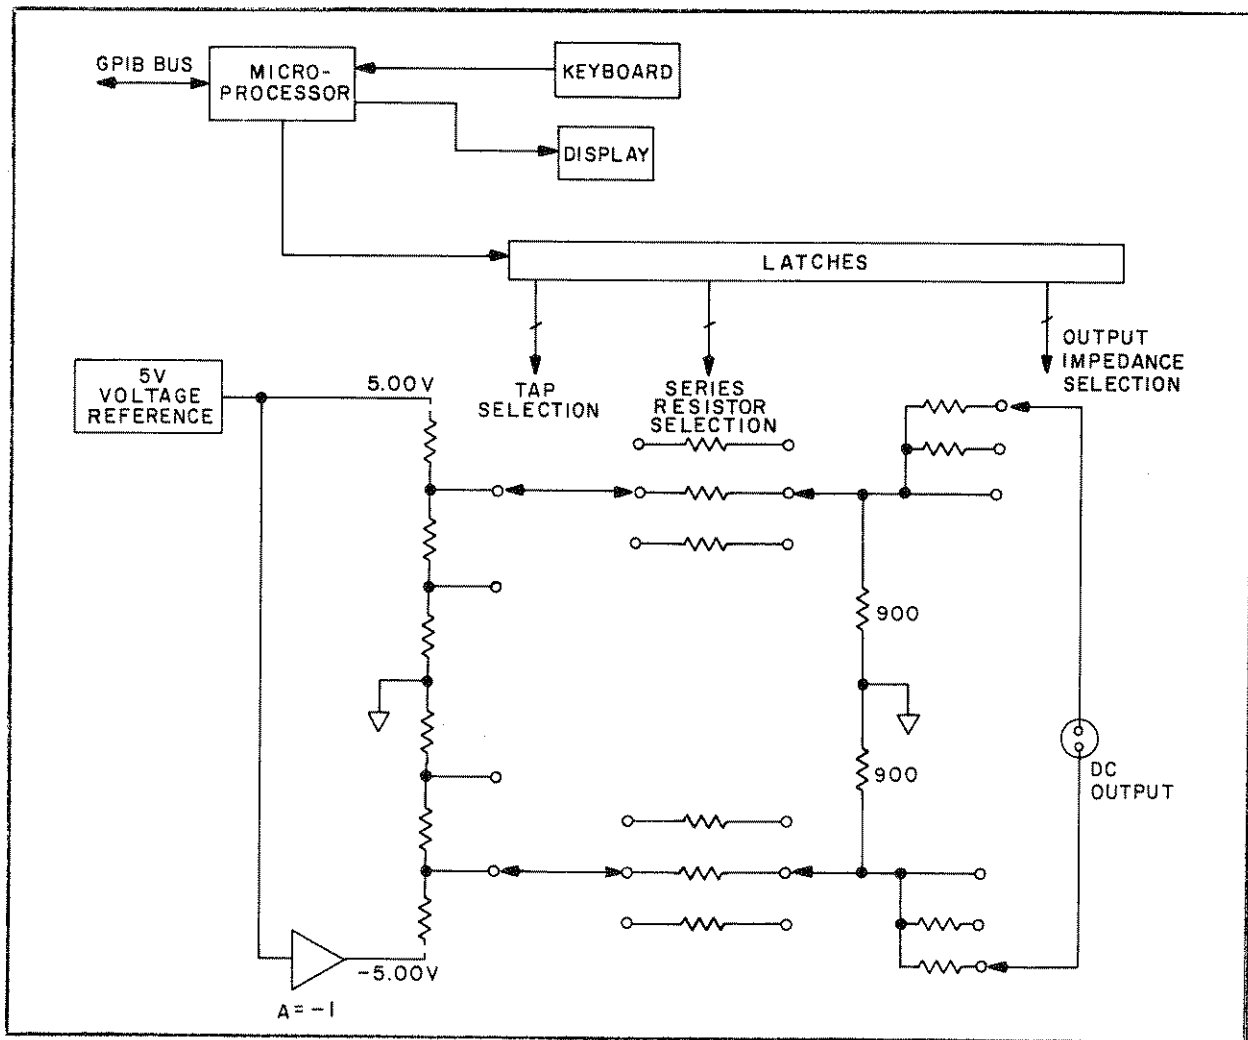 GPIB BUS
MICRO-
PROCESSOR
KEYBOARD
DISPLAY
LATCHES
5V
VOLTAGE
REFERENCE
5.00V
TAP
SELECTION
SERIES
RESISTOR
SELECTION
OUTPUT
IMPEDANCE
SELECTION
900
900
DC
OUTPUT
-5.00V
A = -1